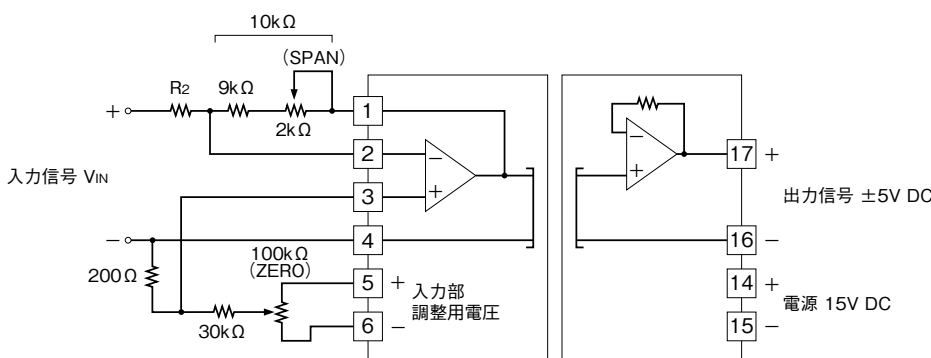 10kΩ
(SPAN)
R2
9kΩ
2kΩ
+
1
2
3
4
5
6
−
+
入力信号 VIN
−
200Ω
100kΩ
(ZERO)
30kΩ
+
−
入力部
調整用電圧
−
+
17
+
出力信号 ±5V DC
16
−
14
+
電源 15V DC
15
−